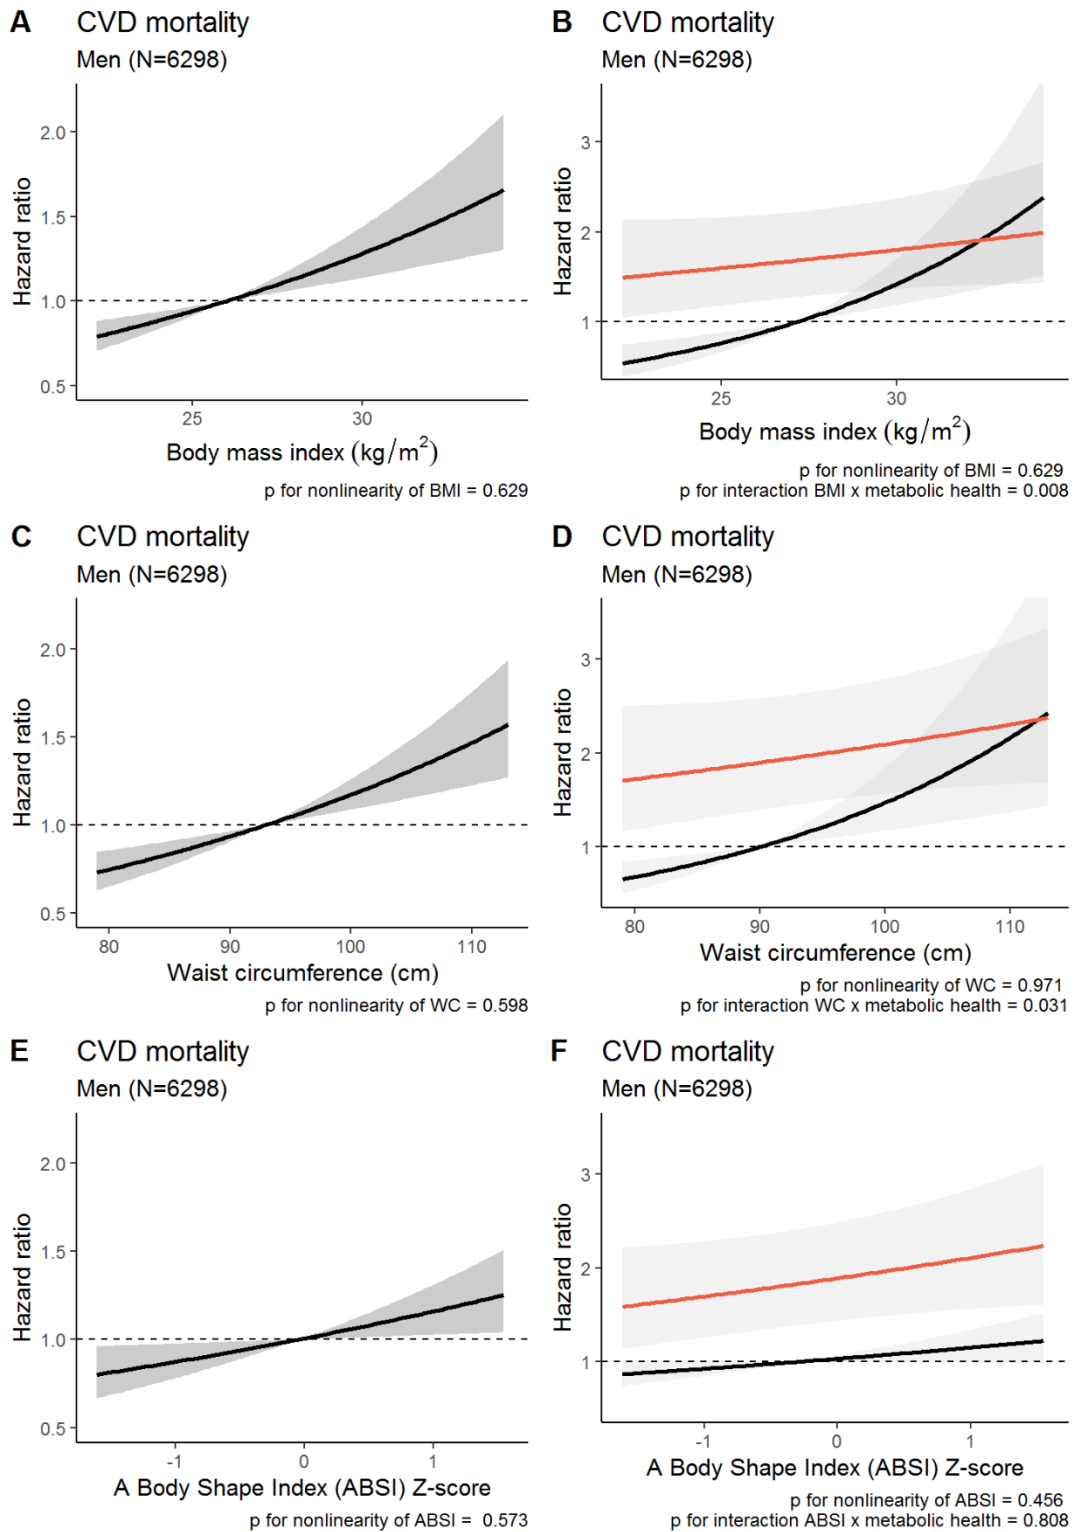 A CVD mortality
Men (N=6298)
Hazard ratio
2.0
1.5
1.0
0.5
25 30
Body mass index (kg/m²)
p for nonlinearity of BMI = 0.629
B CVD mortality
Men (N=6298)
Hazard ratio
3
2
1
25 30
Body mass index (kg/m²)
p for nonlinearity of BMI = 0.629
p for interaction BMI x metabolic health = 0.008
C CVD mortality
Men (N=6298)
Hazard ratio
2.0
1.5
1.0
0.5
80 90 100 110
Waist circumference (cm)
p for nonlinearity of WC = 0.598
D CVD mortality
Men (N=6298)
Hazard ratio
3
2
1
80 90 100 110
Waist circumference (cm)
p for nonlinearity of WC = 0.971
p for interaction WC x metabolic health = 0.031
E CVD mortality
Men (N=6298)
Hazard ratio
2.0
1.5
1.0
0.5
-1 0 1
A Body Shape Index (ABSI) Z-score
p for nonlinearity of ABSI = 0.573
F CVD mortality
Men (N=6298)
Hazard ratio
3
2
1
-1 0 1
A Body Shape Index (ABSI) Z-score
p for nonlinearity of ABSI = 0.456
p for interaction ABSI x metabolic health = 0.808